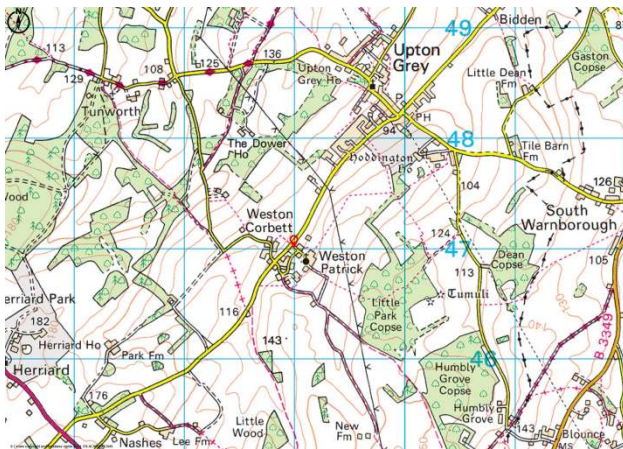 N
49
Bidden
113
136
Upton
Grey
Gaston
Copse
125
108
129
Upton
Grey Ho
Little Dean
Fm
Tunworth
P
P
PH
94
48
The Dower
Ho
Hoddington
Ho
Tile Barn
Fm
104
126
Weston
Corbett
South
Warnborough
124
47
Weston
Patrick
Dean
Copse
105
113
Tumuli
Little
Park
Copse
erriard Park
116
182
B 3349
143
46
Herriard Ho
Park Fm
Humbly
Grove
Copse
Herriard
176
Humbly
Grove
Little
Wood
New
Fm
143
Blounce
Nashes
Lee Fm
MS